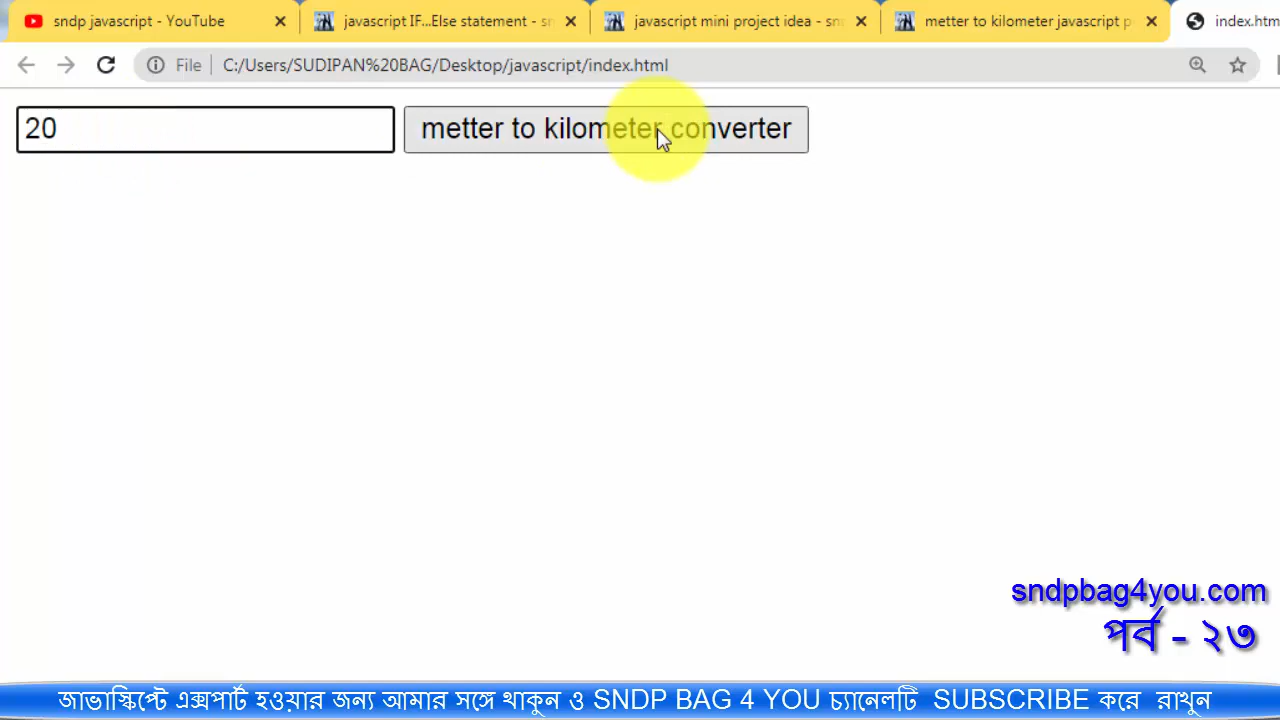 sndp javascript - YouTube
javascript IF...Else statement - sn
javascript mini project idea - sn
metter to kilometer javascript p
index.htm
File
C:/Users/SUDIPAN%20BAG/Desktop/javascript/index.html
20
metter to kilometer converter
sndpbag4you.com
পর্ব - ২৩
জাভাস্কিপ্টে এক্সপার্ট হওয়ার জন্য আমার সঙ্গে থাকুন ও SNDP BAG 4 YOU চ্যানেলটি SUBSCRIBE করে রাখুন